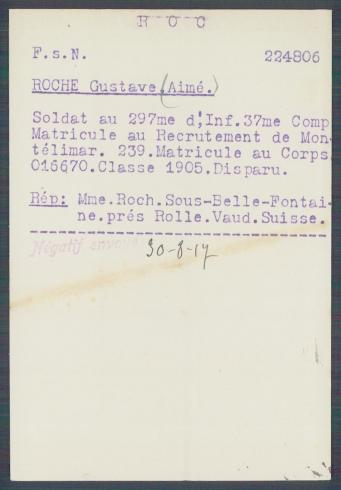 R O C
F.s.N. 224806
ROCHE Gustave (Aimé.)
Soldat au 297me d'Inf.37me Comp
Matricule au Recrutement de Mon-
télimar. 239.Matricule au Corps
016670.Classe 1905.Disparu.
Rép: Mme.Roch.Sous-Belle-Fontai-
ne.prés Rolle.Vaud.Suisse.
Négatif envoyé 30-8-17